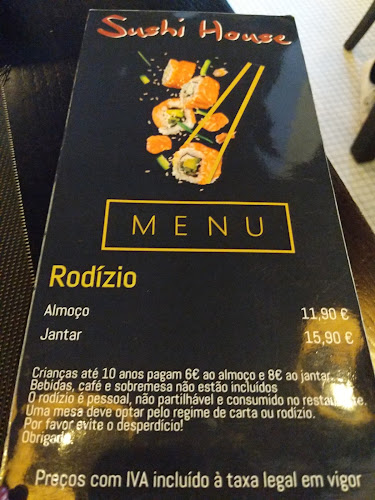 Sushi House
MENU
Rodízio
Almoço 11,90 €
Jantar 15,90 €
Crianças até 10 anos pagam 6€ ao almoço e 8€ ao jantar.
Bebidas, café e sobremesa não estão incluídos
O rodízio é pessoal, não partilhável e consumido no restaurante.
Uma mesa deve optar pelo regime de carta ou rodízio.
Por favor evite o desperdício!
Obrigado
Preços com IVA incluído à taxa legal em vigor